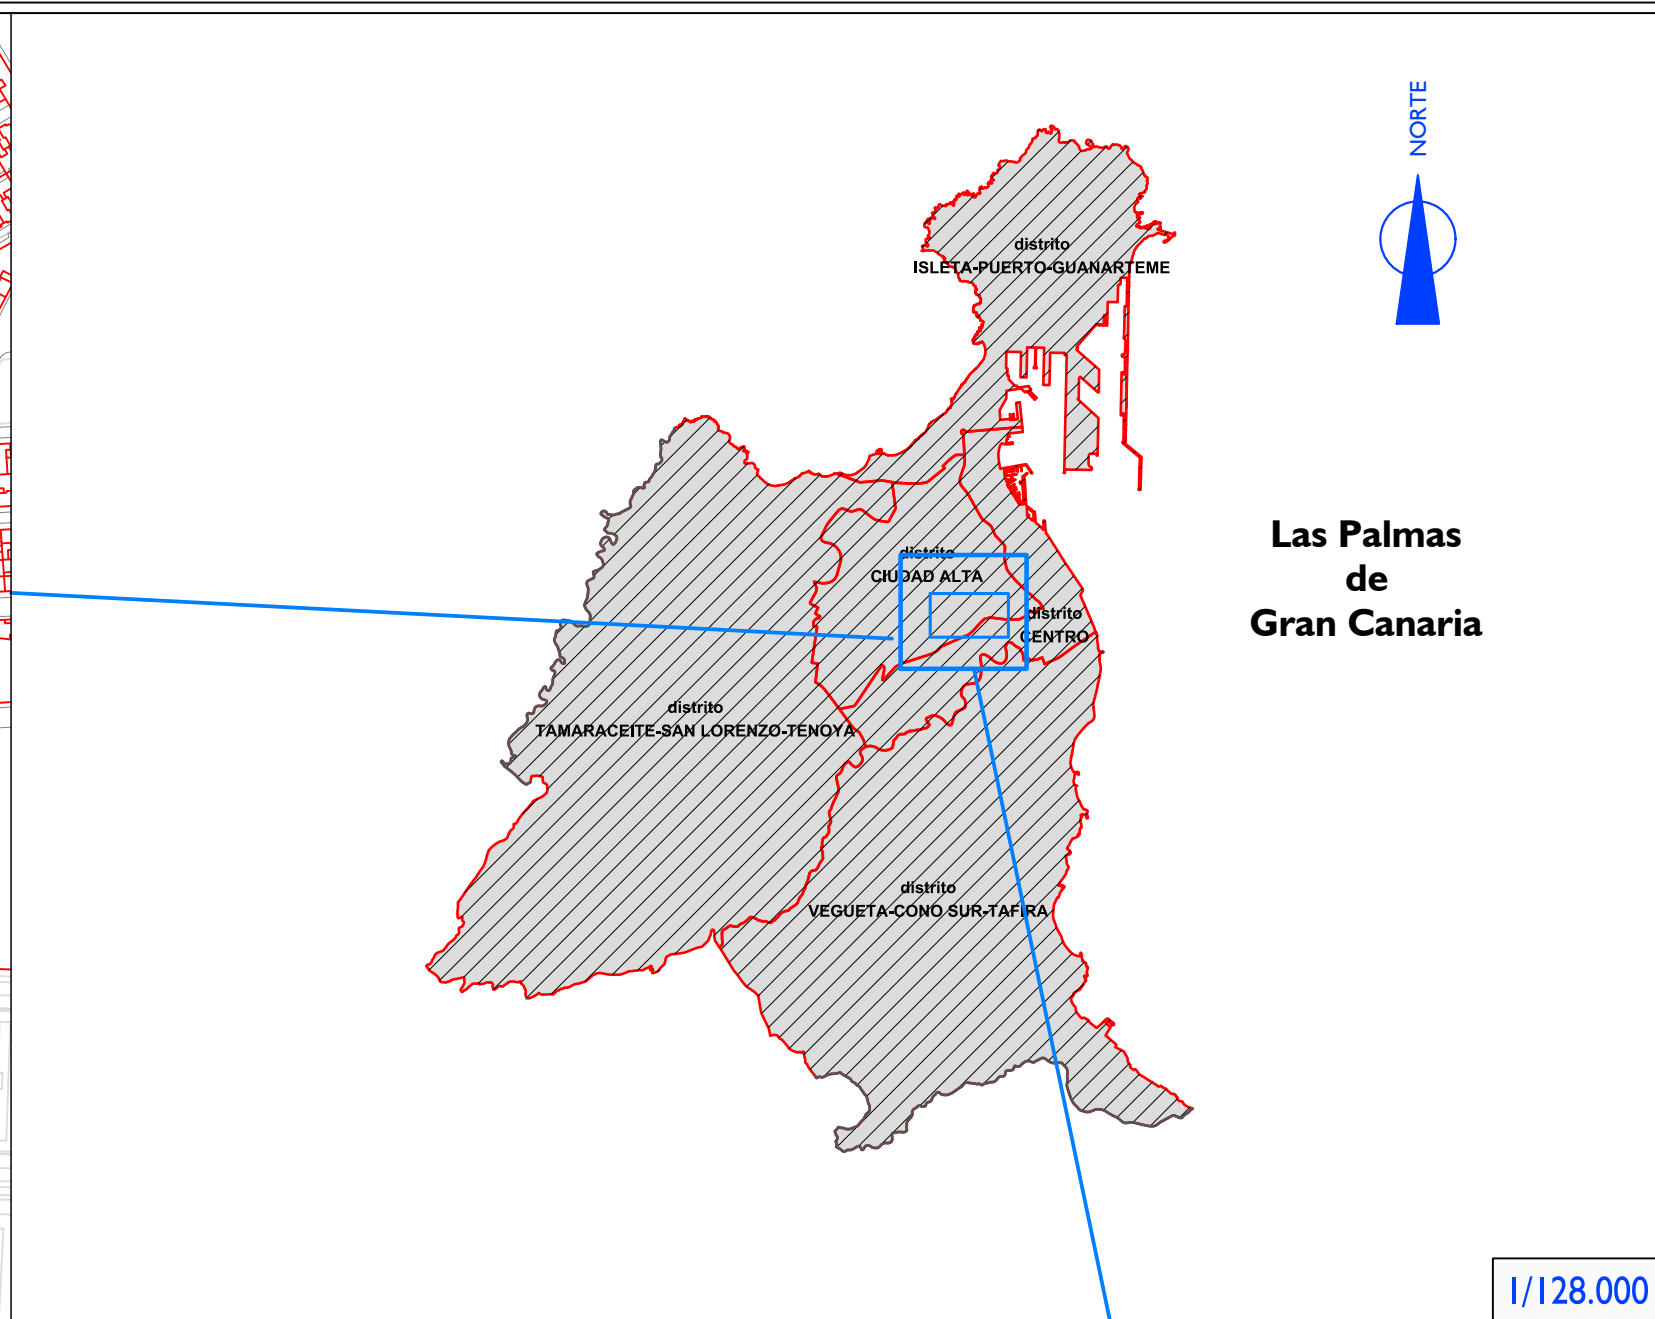 NORTE
distrito
ISLETA-PUERTO-GUANARTEME
Las Palmas
de
Gran Canaria
distrito
CIUDAD ALTA
distrito
CENTRO
distrito
TAMARACEITE-SAN LORENZO-TENOYA
distrito
VEGUETA-CONO SUR-TAFIRA
1/128.000